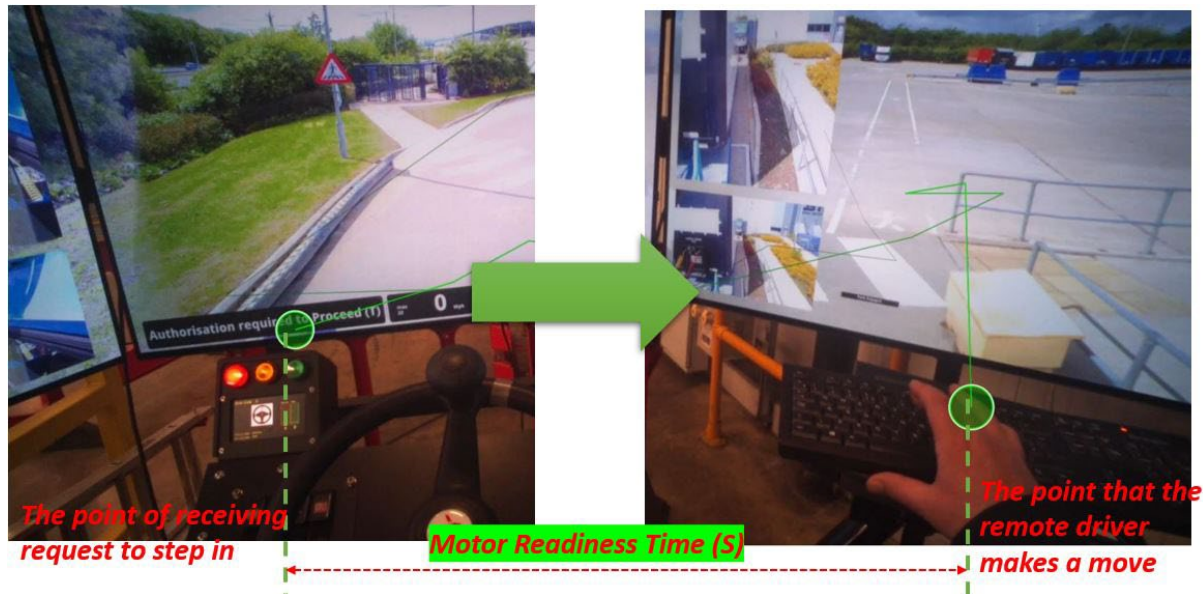 Authorisation required to Proceed (1)
0
The point of receiving
request to step in
Motor Readiness Time (S)
The point that the
remote driver
makes a move